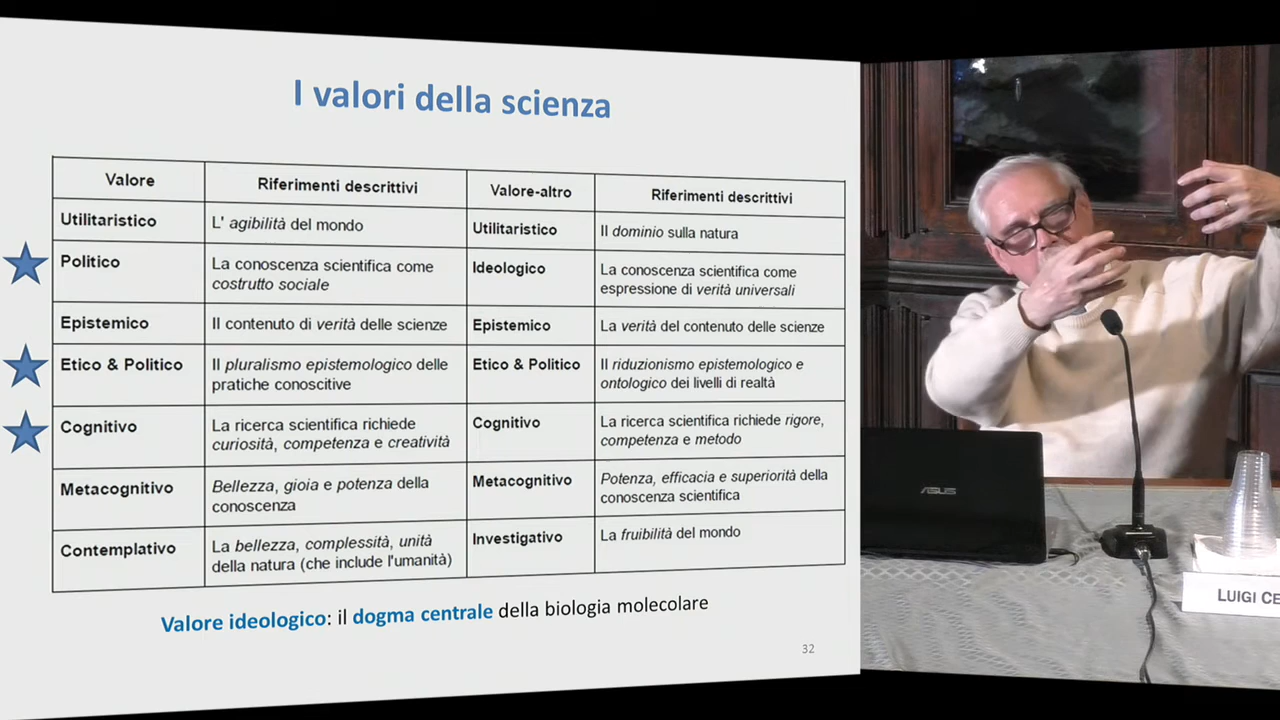 I valori della scienza
Valore Riferimenti descrittivi Valore-altro Riferimenti descrittivi
Utilitaristico L' agibilità del mondo Utilitaristico Il dominio sulla natura
Politico La conoscenza scientifica come Ideologico La conoscenza scientifica come
costrutto sociale espressione di verità universali
Epistemico Il contenuto di verità delle scienze Epistemico La verità del contenuto delle scienze
Etico & Politico Il pluralismo epistemologico delle Etico & Politico Il riduzionismo epistemologico e
pratiche conoscitive ontologico dei livelli di realtà
Cognitivo La ricerca scientifica richiede Cognitivo La ricerca scientifica richiede rigore,
curiosità, competenza e creatività competenza e metodo
Metacognitivo Bellezza, gioia e potenza della Metacognitivo Potenza, efficacia e superiorità della
conoscenza conoscenza scientifica
Contemplativo La bellezza, complessità, unità Investigativo La fruibilità del mondo
della natura (che include l'umanità)
Valore ideologico: il dogma centrale della biologia molecolare
32
ASUS
LUIGI CE